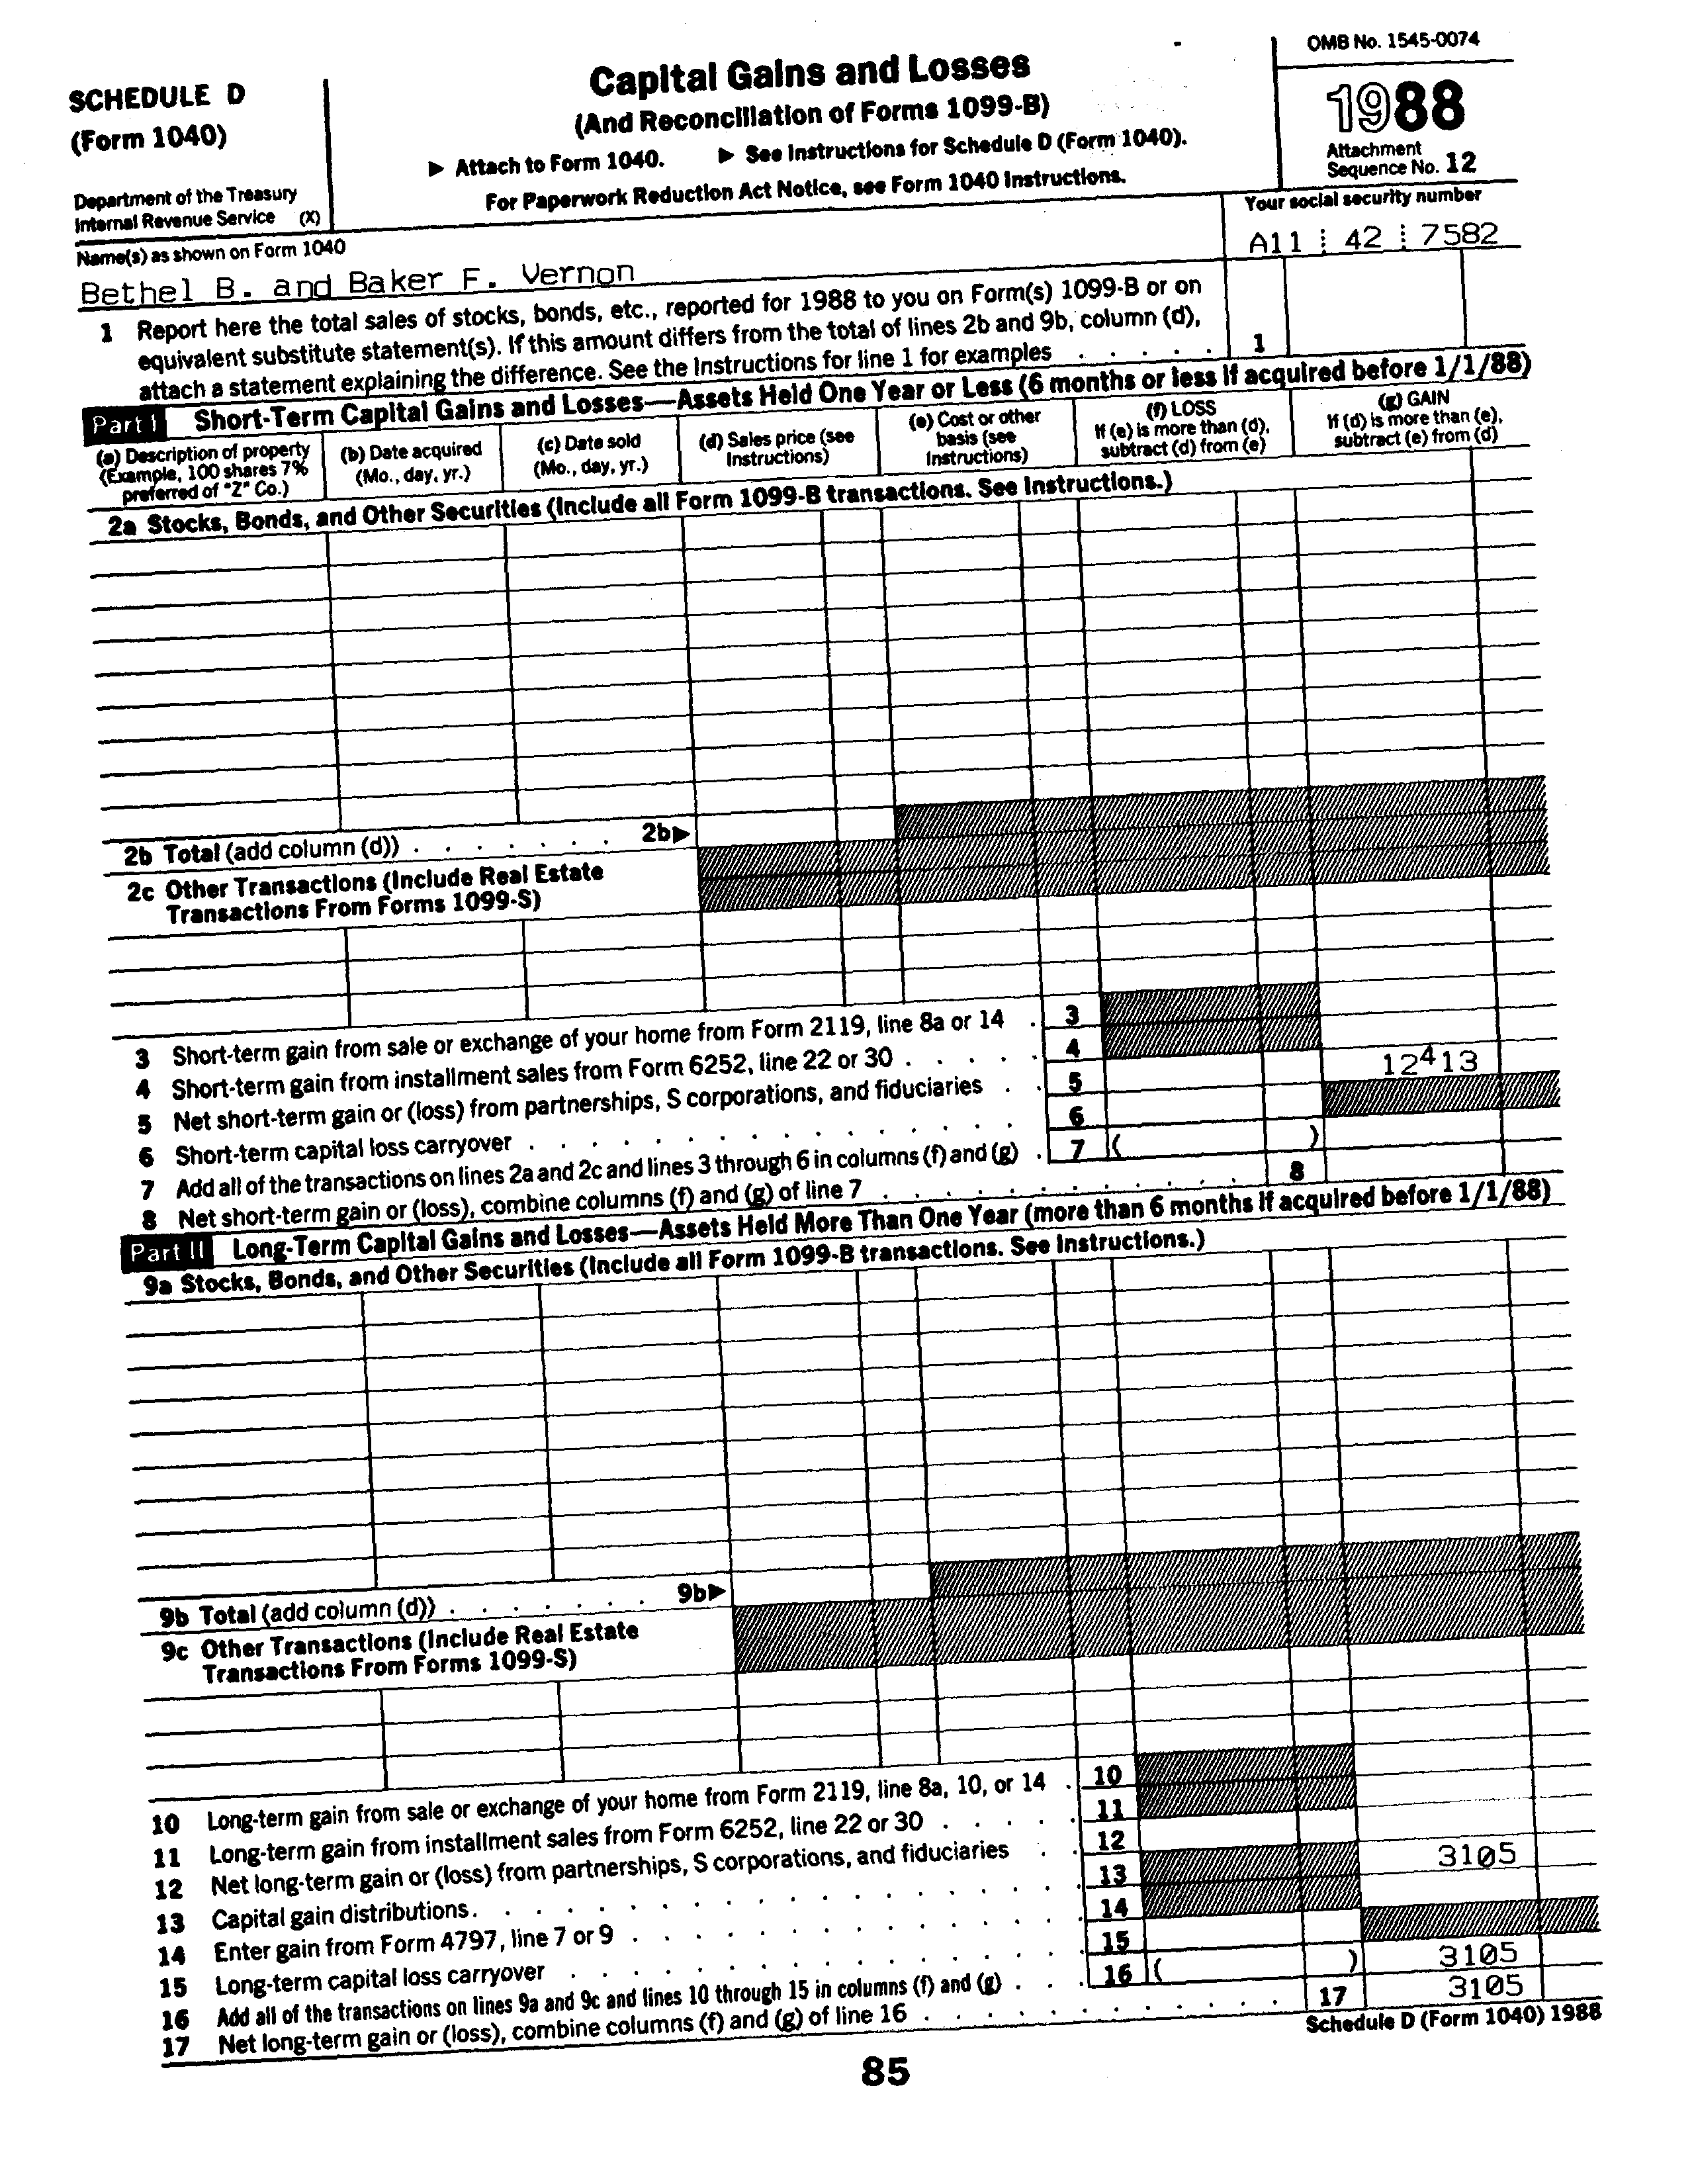 SCHEDULE D
(Form 1040)
Department of the Treasury
Internal Revenue Service (X)
Capital Gains and Losses
(And Reconciliation of Forms 1099-B)
▶ Attach to Form 1040. ▶ See Instructions for Schedule D (Form 1040).
For Paperwork Reduction Act Notice, see Form 1040 Instructions.
OMB No. 1545-0074
1988
Attachment
Sequence No. 12
Name(s) as shown on Form 1040
Your social security number
Bethel B. and Baker F. Vernon
A11 42 7582
1 Report here the total sales of stocks, bonds, etc., reported for 1988 to you on Form(s) 1099-B or on
equivalent substitute statement(s). If this amount differs from the total of lines 2b and 9b, column (d),
attach a statement explaining the difference. See the Instructions for line 1 for examples . . . . . 1
Part I Short-Term Capital Gains and Losses—Assets Held One Year or Less (6 months or less if acquired before 1/1/88)
(a) Description of property
(Example, 100 shares 7%
preferred of "Z" Co.)
(b) Date acquired
(Mo., day, yr.)
(c) Date sold
(Mo., day, yr.)
(d) Sales price (see
Instructions)
(e) Cost or other
basis (see
Instructions)
(f) LOSS
If (e) is more than (d),
subtract (d) from (e)
(g) GAIN
If (d) is more than (e),
subtract (e) from (d)
2a Stocks, Bonds, and Other Securities (Include all Form 1099-B transactions. See Instructions.)
2b Total (add column (d)) . . . . . . . 2b▶
2c Other Transactions (Include Real Estate
Transactions From Forms 1099-S)
3 Short-term gain from sale or exchange of your home from Form 2119, line 8a or 14 . 3
4 Short-term gain from installment sales from Form 6252, line 22 or 30 . . . . . 4
5 Net short-term gain or (loss) from partnerships, S corporations, and fiduciaries . . 5 12413
6 Short-term capital loss carryover . . . . . . . . . . . . . . . 6
7 Add all of the transactions on lines 2a and 2c and lines 3 through 6 in columns (f) and (g) . 7 ( )
8 Net short-term gain or (loss), combine columns (f) and (g) of line 7 . . . . . . . . . . . 8
Part II Long-Term Capital Gains and Losses—Assets Held More Than One Year (more than 6 months if acquired before 1/1/88)
9a Stocks, Bonds, and Other Securities (Include all Form 1099-B transactions. See Instructions.)
9b Total (add column (d)) . . . . . . . 9b▶
9c Other Transactions (Include Real Estate
Transactions From Forms 1099-S)
10 Long-term gain from sale or exchange of your home from Form 2119, line 8a, 10, or 14 . 10
11 Long-term gain from installment sales from Form 6252, line 22 or 30 . . . . . 11
12 Net long-term gain or (loss) from partnerships, S corporations, and fiduciaries . . 12
13 Capital gain distributions . . . . . . . . . . . . . . . . 13 3105
14 Enter gain from Form 4797, line 7 or 9 . . . . . . . . . . . . 14
15 Long-term capital loss carryover . . . . . . . . . . . . . . 15
16 Add all of the transactions on lines 9a and 9c and lines 10 through 15 in columns (f) and (g) . . . 16 ( ) 3105
17 Net long-term gain or (loss), combine columns (f) and (g) of line 16 . . . . . . . . . . . 17 3105
Schedule D (Form 1040) 1988
85